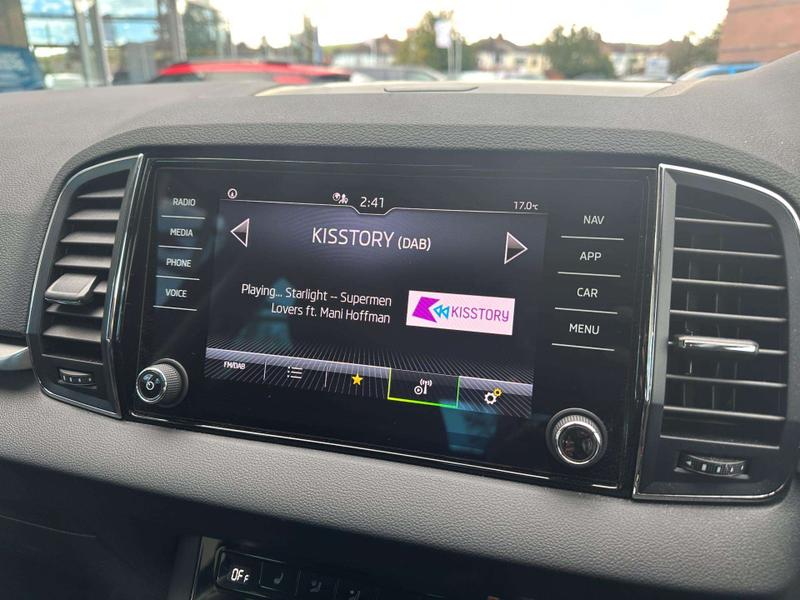 2:41
17.0°C
RADIO
MEDIA
PHONE
VOICE
KISSTORY (DAB)
Playing... Starlight -- Supermen
Lovers ft. Mani Hoffman
KISSTORY
FM/DAB
NAV
APP
CAR
MENU
OFF